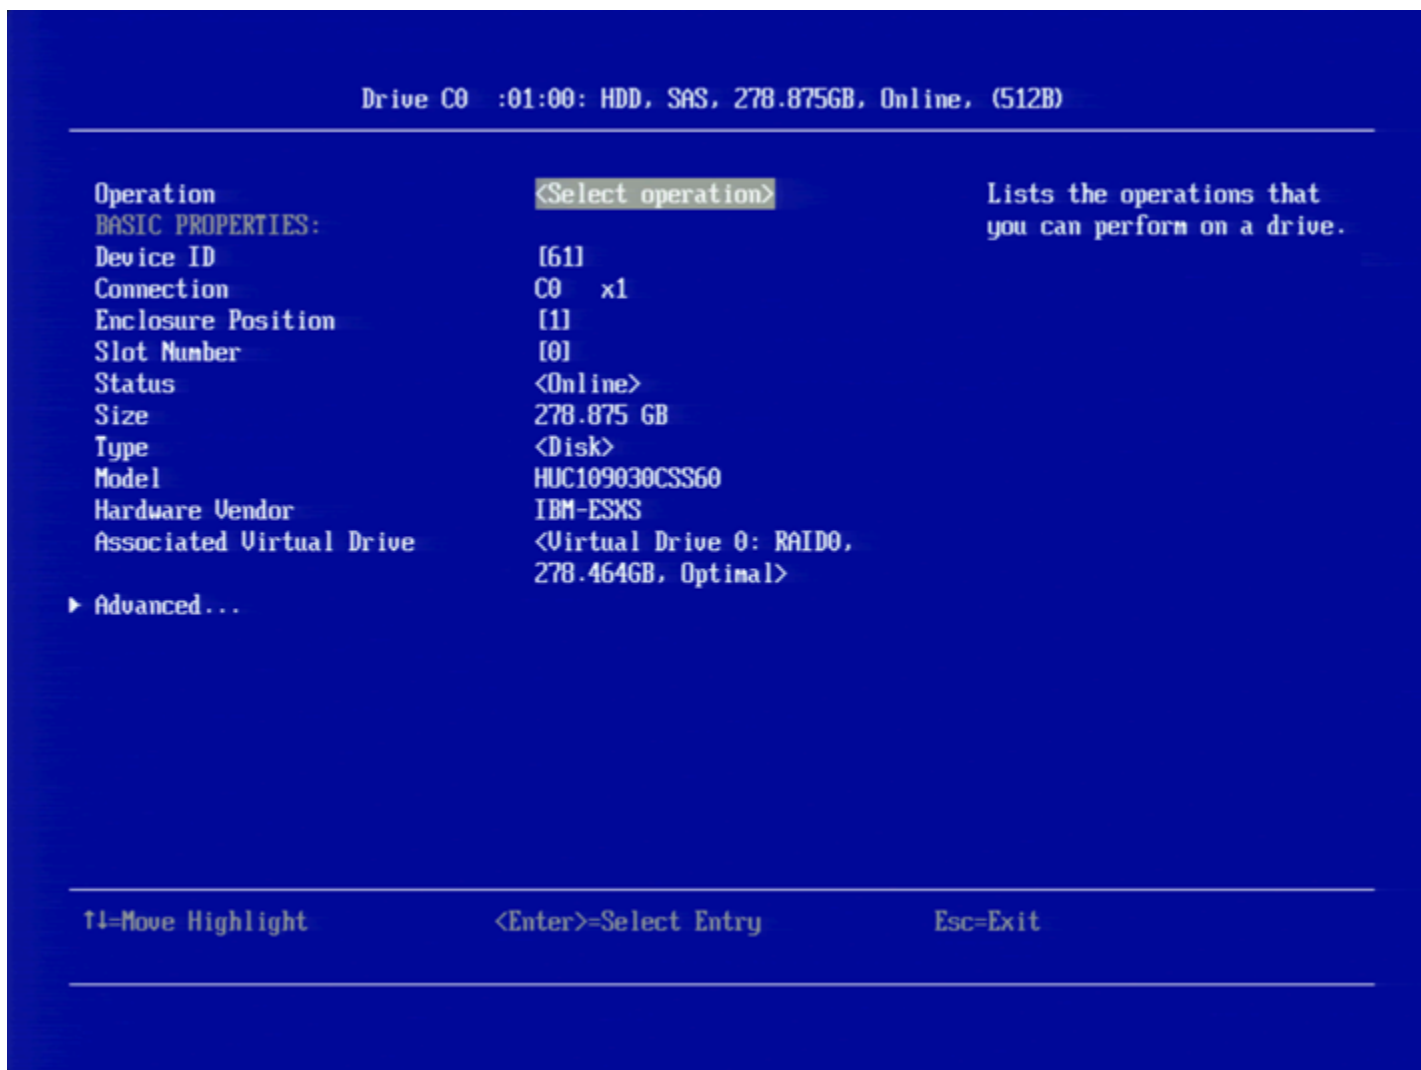 Drive C0  :01:00: HDD, SAS, 278.875GB, Online, (512B)
Operation <Select operation> Lists the operations that
BASIC PROPERTIES: you can perform on a drive.
Device ID [61]
Connection C0   x1
Enclosure Position [1]
Slot Number [0]
Status <Online>
Size 278.875 GB
Type <Disk>
Model HUC109030CSS60
Hardware Vendor IBM-ESXS
Associated Virtual Drive <Virtual Drive 0: RAID0,
278.464GB, Optimal>
▶ Advanced...
↑↓=Move Highlight <Enter>=Select Entry Esc=Exit